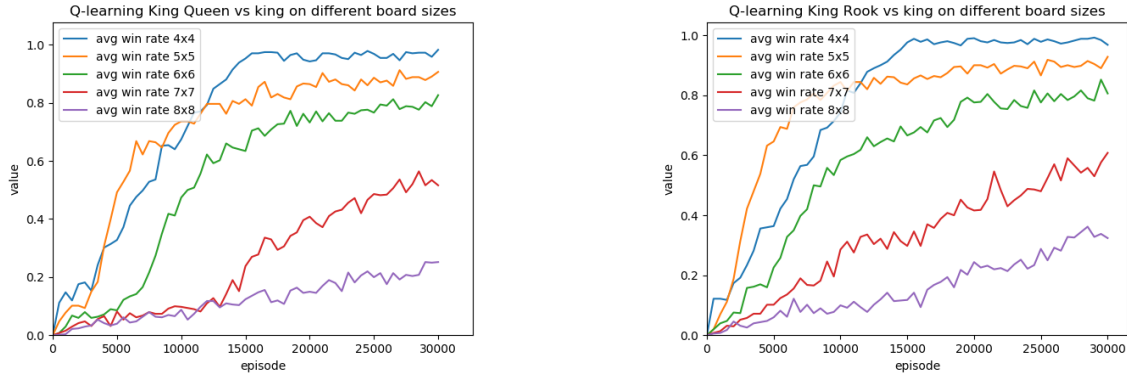 Q-learning King Queen vs king on different board sizes
1.0
0.8
0.6
0.4
0.2
0.0
value
avg win rate 4x4
avg win rate 5x5
avg win rate 6x6
avg win rate 7x7
avg win rate 8x8
0
5000
10000
15000
20000
25000
30000
episode
Q-learning King Rook vs king on different board sizes
1.0
0.8
0.6
0.4
0.2
0.0
value
avg win rate 4x4
avg win rate 5x5
avg win rate 6x6
avg win rate 7x7
avg win rate 8x8
0
5000
10000
15000
20000
25000
30000
episode